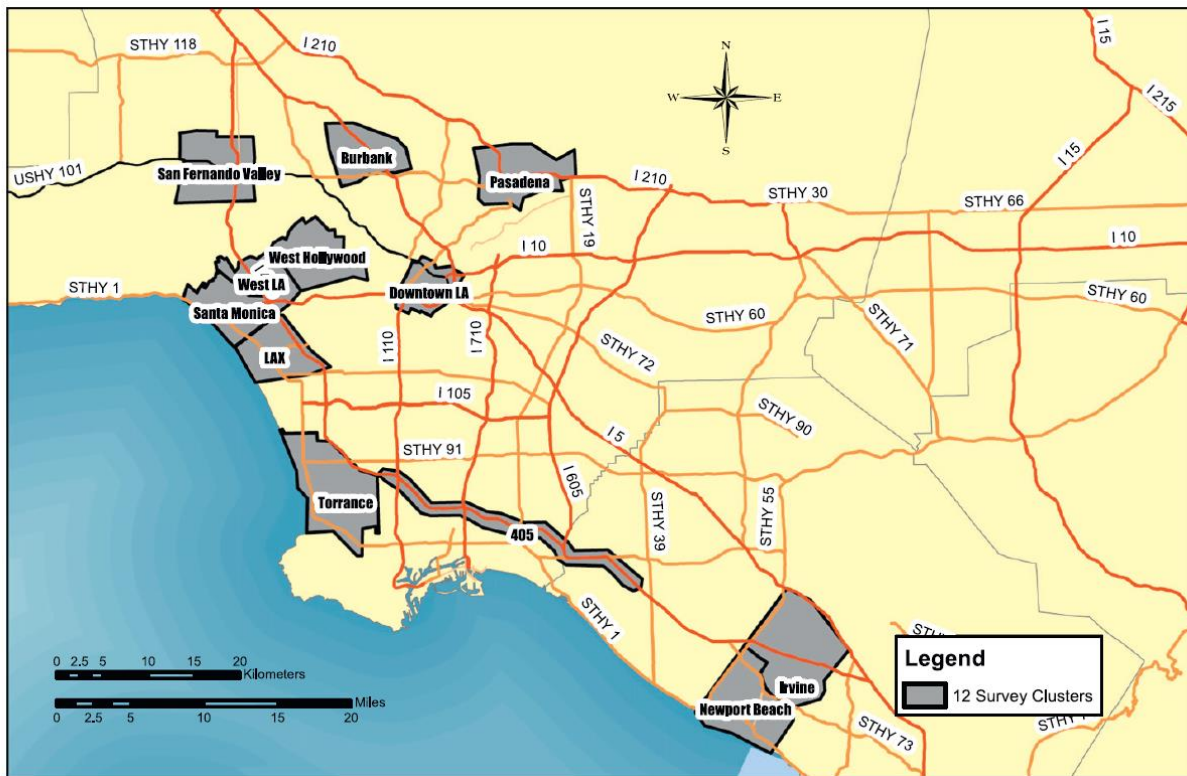 STHY 118
I 210
I 15
I 215
I 15
N
W
E
S
USHY 101
San Fernando Valley
Burbank
Pasadena
I 210
STHY 30
STHY 66
STHY 19
I 10
I 10
West Hollywood
West LA
STHY 1
Santa Monica
Downtown LA
STHY 60
STHY 60
STHY 71
LAX
I 110
I 710
STHY 72
I 105
STHY 90
I 5
STHY 91
I 605
Torrance
405
STHY 39
STHY 55
STHY 1
Irvine
Newport Beach
STHY 73
0 2.5 5 10 15 20
Kilometers
Miles
0 2.5 5 10 15 20
Legend
12 Survey Clusters